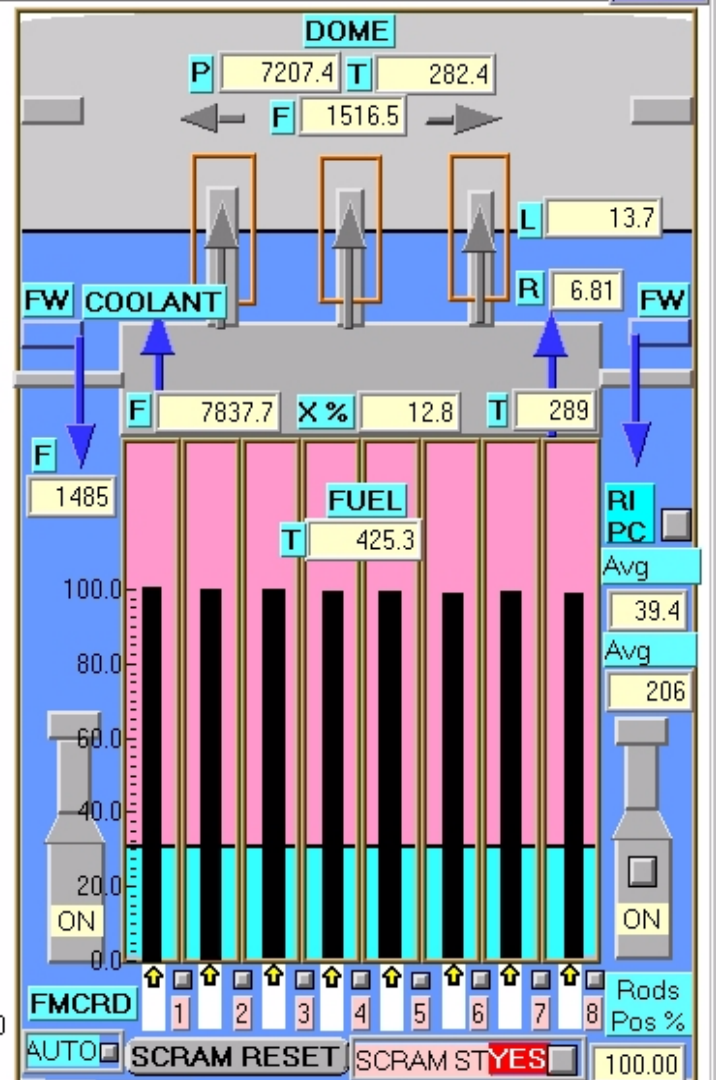 DOME
P 7207.4 T 282.4
F 1516.5
L 13.7
R 6.81
FW COOLANT FW
F 7837.7 X % 12.8 T 289
F
1485
FUEL
T 425.3
RI
PC
Avg
39.4
Avg
206
100.0
80.0
60.0
40.0
20.0
0.0
ON
ON
1 2 3 4 5 6 7 8
FMCRD
Rods
Pos %
AUTO SCRAM RESET SCRAM ST YES
100.00